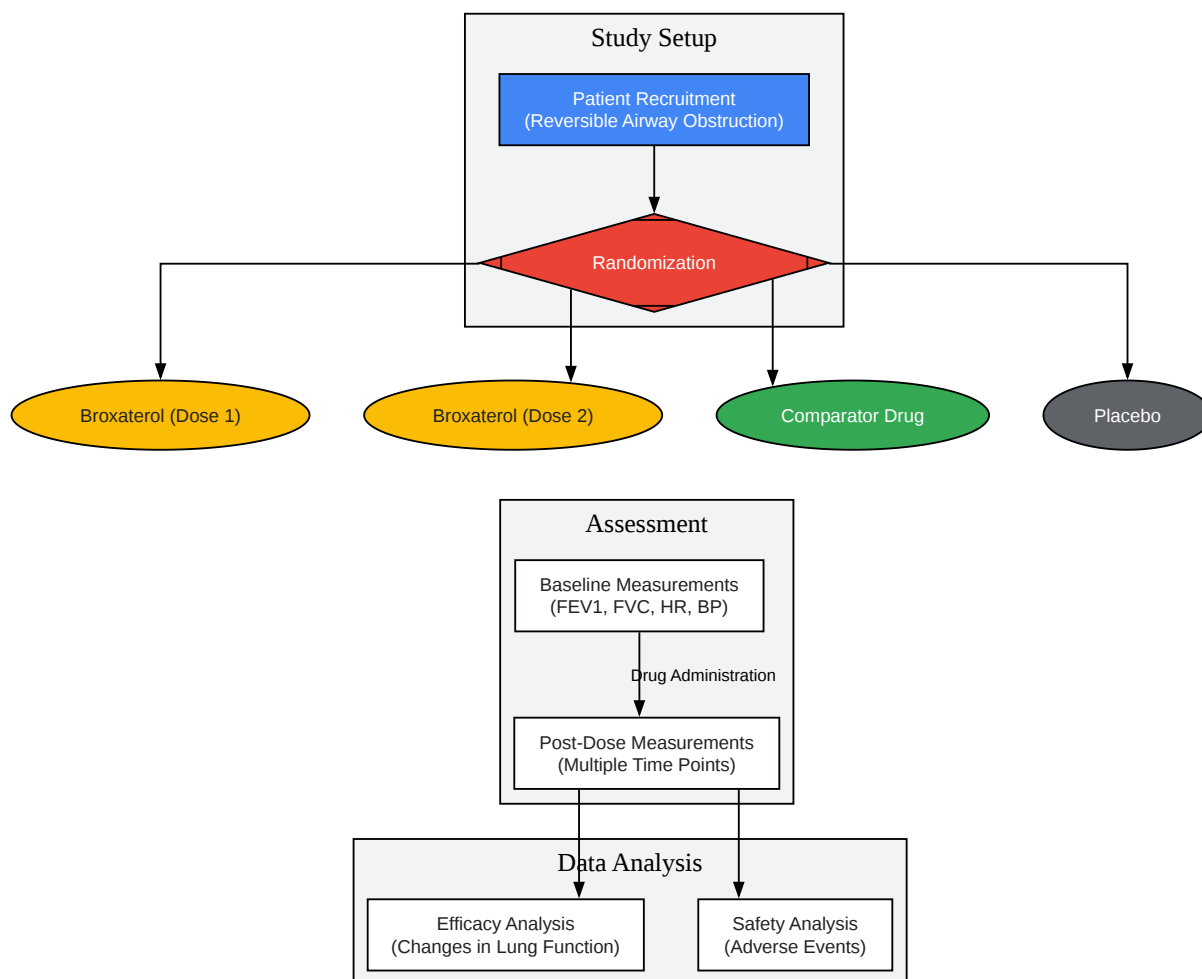 Study Setup
Patient Recruitment
(Reversible Airway Obstruction)
Randomization
Broxaterol (Dose 1)
Broxaterol (Dose 2)
Comparator Drug
Placebo
Assessment
Baseline Measurements
(FEV1, FVC, HR, BP)
Drug Administration
Post-Dose Measurements
(Multiple Time Points)
Data Analysis
Efficacy Analysis
(Changes in Lung Function)
Safety Analysis
(Adverse Events)